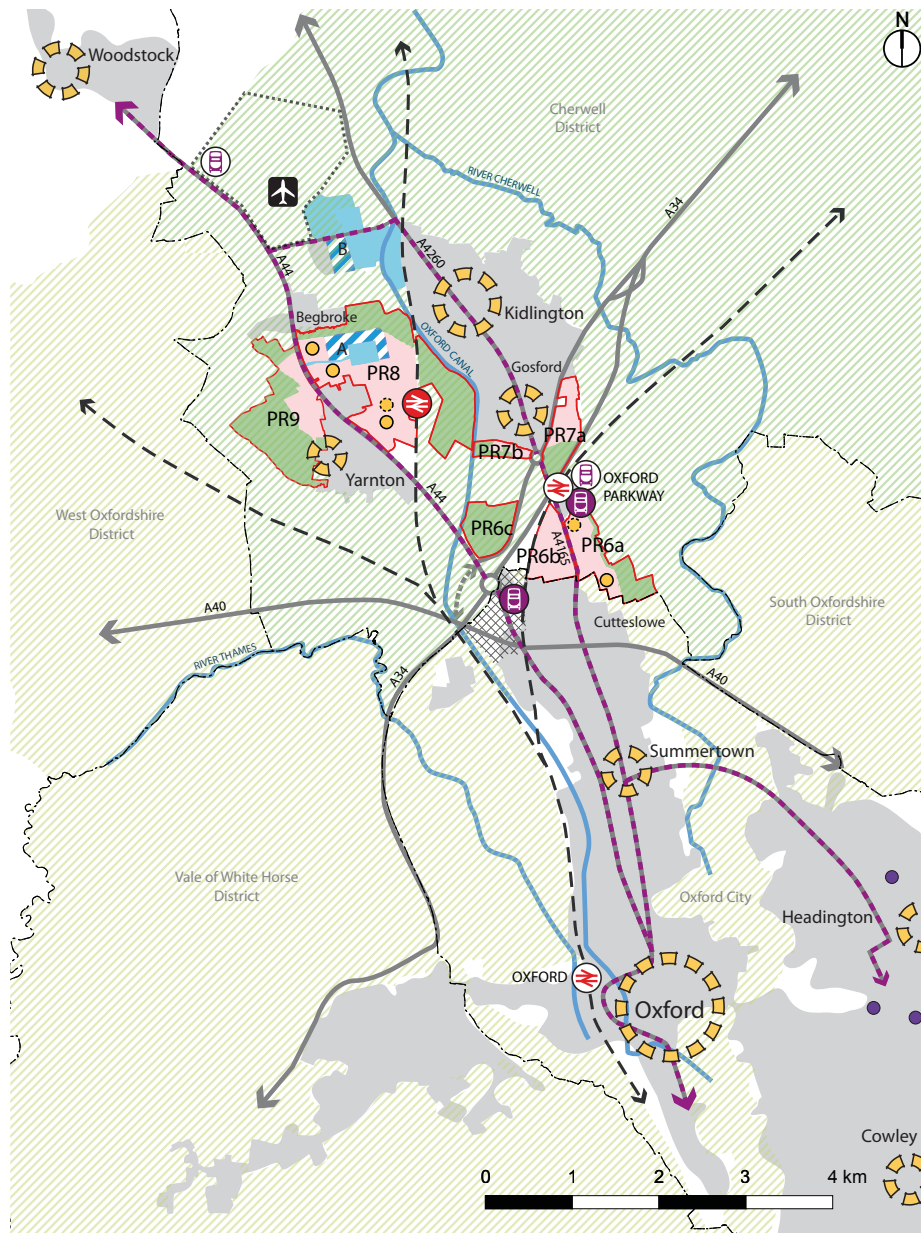 N
Woodstock
Cherwell
District
RIVER CHERWELL
A34
A44
B
A4260
Kidlington
Begbroke
OXFORD CANAL
A
PR8
Gosford
PR9
PR7a
PR7b
Yarnton
A44
OXFORD
PARKWAY
West Oxfordshire
District
PR6c
PR6b
A4165
PR6a
A40
Cutteslowe
South Oxfordshire
District
RIVER THAMES
A34
A40
Summertown
Vale of White Horse
District
Oxford City
Headington
OXFORD
Oxford
Cowley
0
1
2
3
4 km